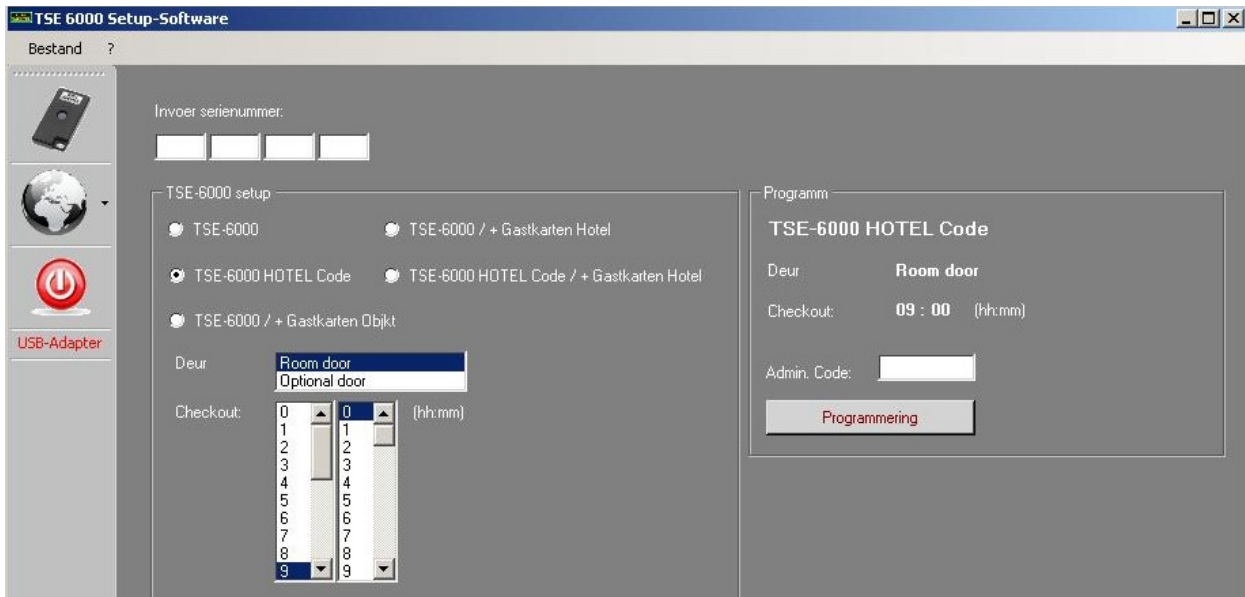 TSE 6000 Setup-Software
Bestand ?
Invoer serienummer:
TSE-6000 setup
TSE-6000
TSE-6000 / + Gastkarten Hotel
TSE-6000 HOTEL Code
TSE-6000 HOTEL Code / + Gastkarten Hotel
TSE-6000 / + Gastkarten Objkt
Deur
Room door
Optional door
Checkout:
0
1
2
3
4
5
6
7
8
9
0
1
2
3
4
5
6
7
8
9
(hh:mm)
Programm
TSE-6000 HOTEL Code
Deur Room door
Checkout: 09 : 00 (hh:mm)
Admin. Code:
Programmering
USB-Adapter